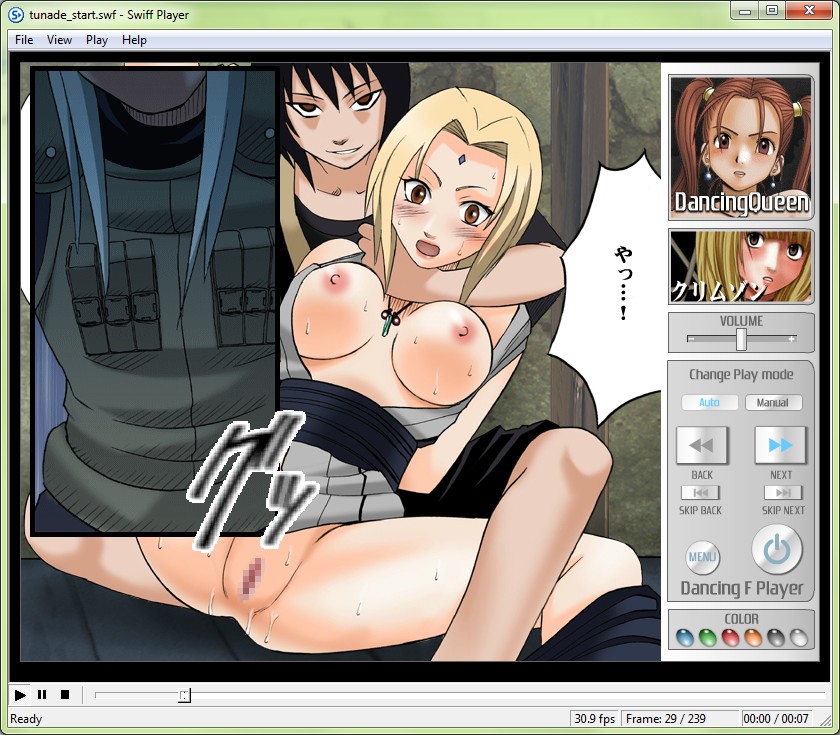 tunade_start.swf - Swiff Player
File View Play Help
やっ…!
グッ
DancingQueen
クリムゾン
VOLUME
- +
Change Play mode
Auto Manual
BACK NEXT
SKIP BACK SKIP NEXT
MENU
Dancing F Player
COLOR
Ready 30.9 fps Frame: 29 / 239 00:00 / 00:07